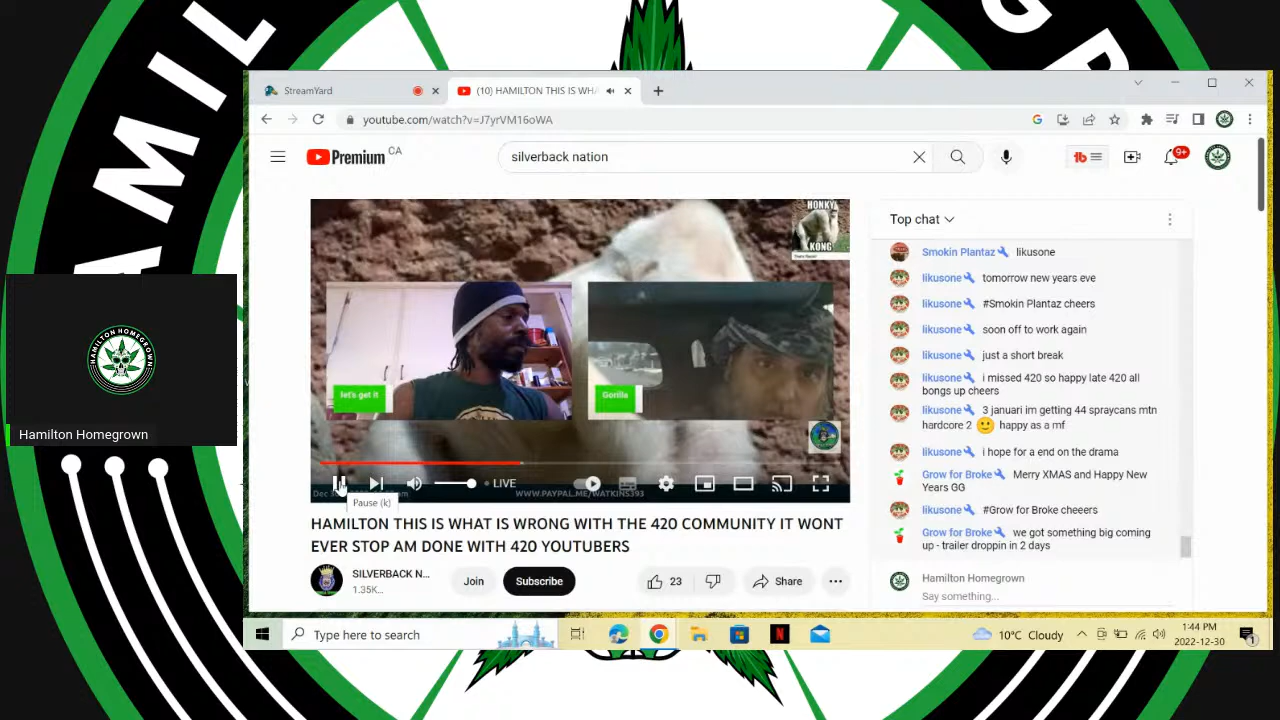 HAMIL
GR
StreamYard
(10) HAMILTON THIS IS WHA
youtube.com/watch?v=J7yrVM16oWA
Premium CA
silverback nation
9+
HONKY
KONG
let's get it
Gorilla
LIVE
WWW.PAYPAL.ME/WATKINS393
Pause (k)
HAMILTON THIS IS WHAT IS WRONG WITH THE 420 COMMUNITY IT WONT
EVER STOP AM DONE WITH 420 YOUTUBERS
SILVERBACK N...
1.35K...
Join
Subscribe
23
Share
Top chat
Smokin Plantaz likusone
likusone tomorrow new years eve
likusone #Smokin Plantaz cheers
likusone soon off to work again
likusone just a short break
likusone i missed 420 so happy late 420 all
bongs up cheers
likusone 3 januari im getting 44 spraycans mtn
hardcore 2 🙂 happy as a mf
likusone i hope for a end on the drama
Grow for Broke Merry XMAS and Happy New
Years GG
likusone #Grow for Broke cheeers
Grow for Broke we got something big coming
up - trailer droppin in 2 days
Hamilton Homegrown
Say something...
HAMILTON HOMEGROWN
Hamilton Homegrown
Type here to search
10°C Cloudy
1:44 PM
2022-12-30